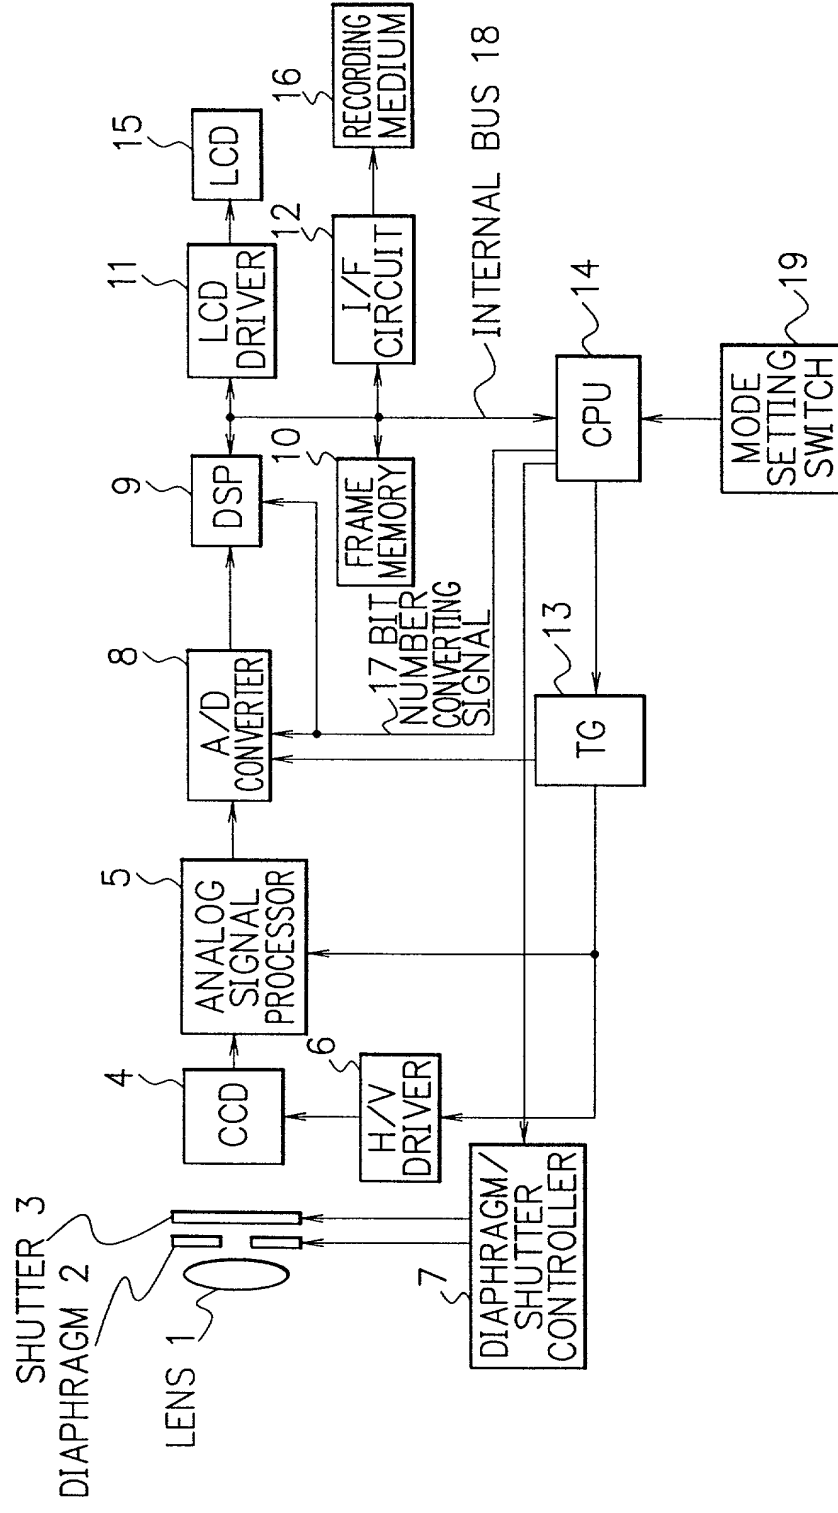 SHUTTER 3
DIAPHRAGM 2
LENS 1
4
CCD
5
ANALOG
SIGNAL
PROCESSOR
8
A/D
CONVERTER
9
DSP
11
LCD
DRIVER
15
LCD
6
H/V
DRIVER
10
FRAME
MEMORY
12
I/F
CIRCUIT
16
RECORDING
MEDIUM
17 BIT
NUMBER
CONVERTING
SIGNAL
INTERNAL BUS 18
7
DIAPHRAGM/
SHUTTER
CONTROLLER
13
TG
14
CPU
19
MODE
SETTING
SWITCH